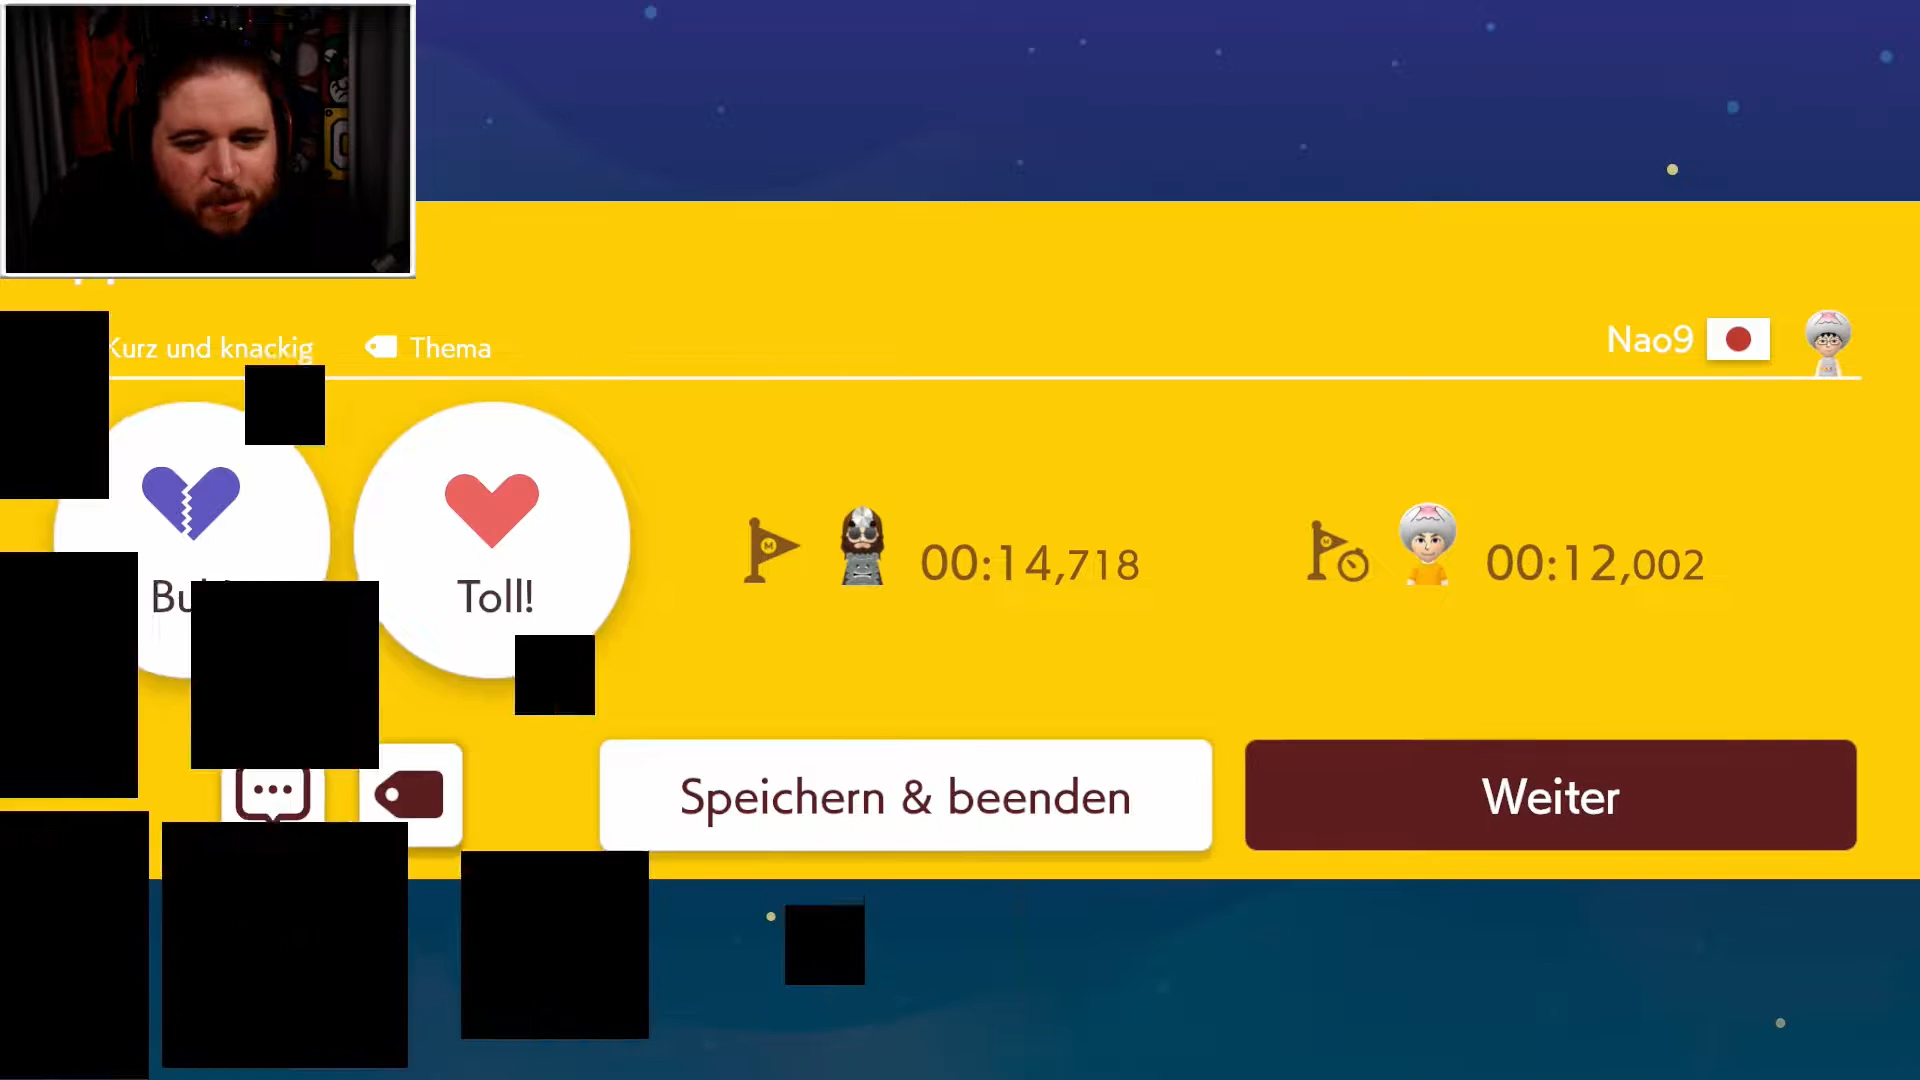 Kurz und knackig
Thema
Nao9
Toll!
00:14,718
00:12,002
Speichern & beenden
Weiter